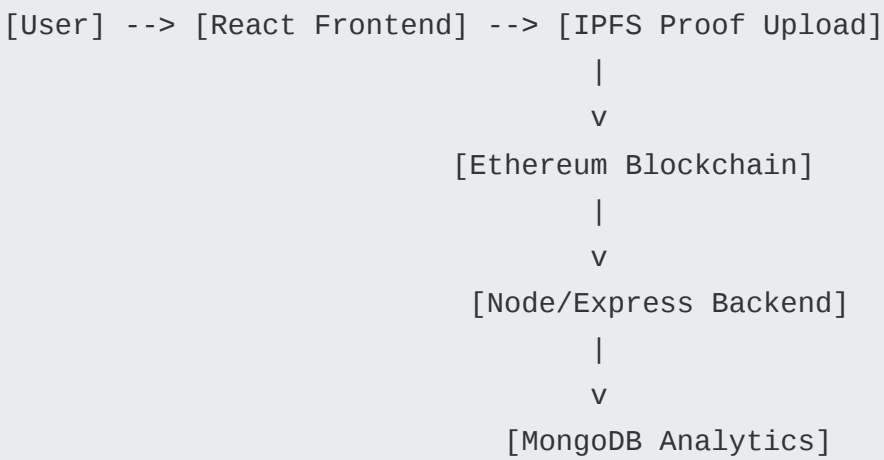 [User] --> [React Frontend] --> [IPFS Proof Upload]
|
v
[Ethereum Blockchain]
|
v
[Node/Express Backend]
|
v
[MongoDB Analytics]